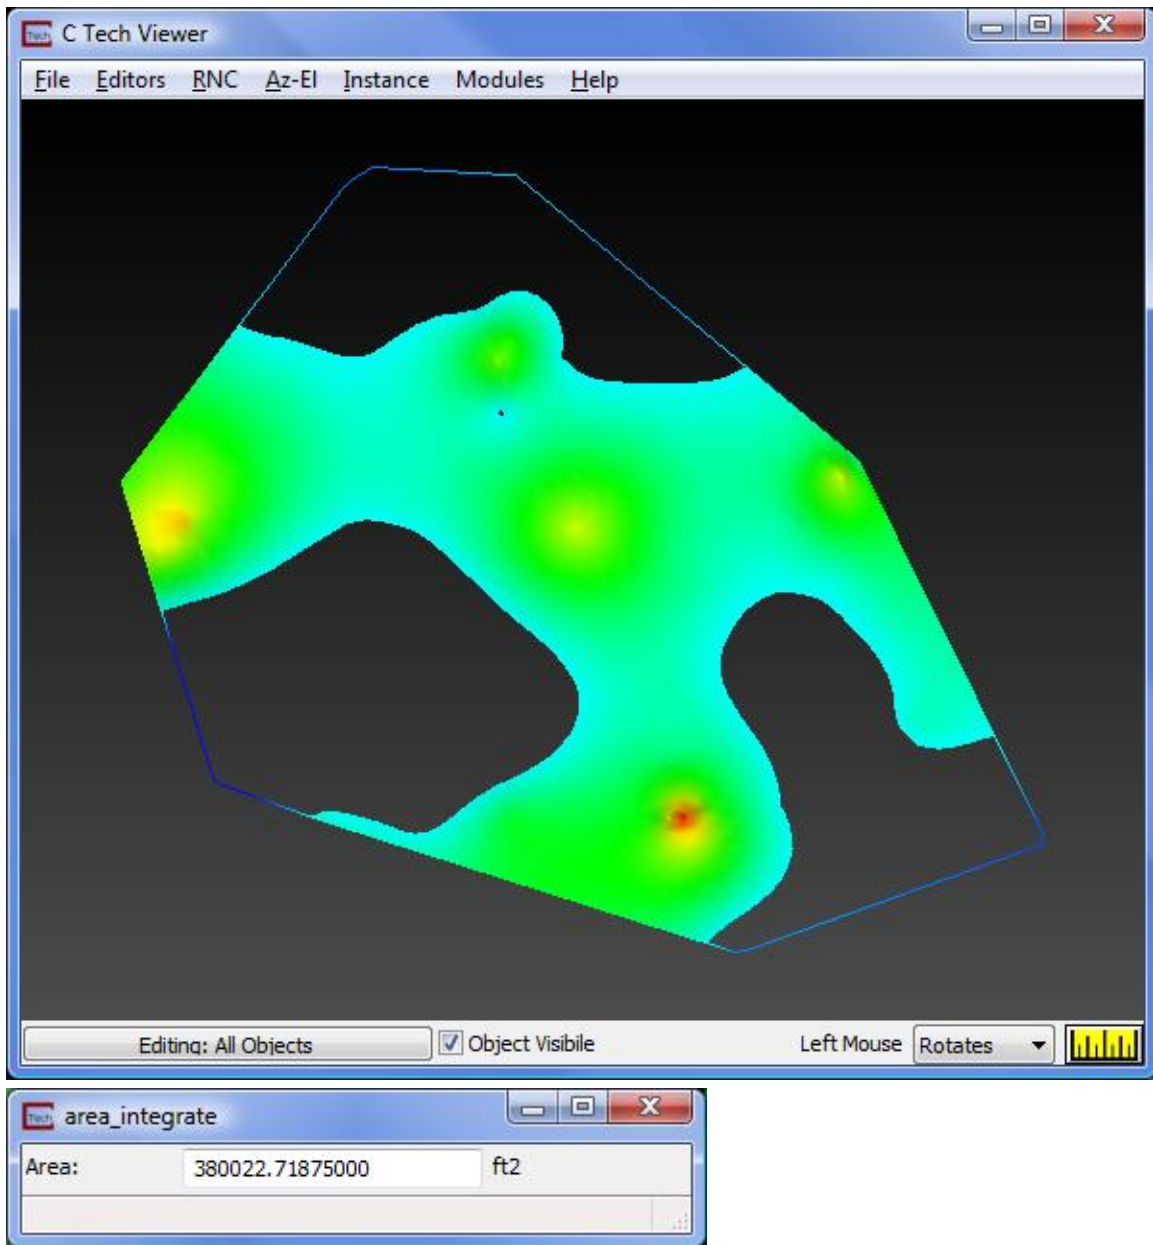 C Tech Viewer
File Editors RNC Az-El Instance Modules Help
Editing: All Objects Object Visibile Left Mouse Rotates
area_integrate
Area: 380022.71875000 ft2